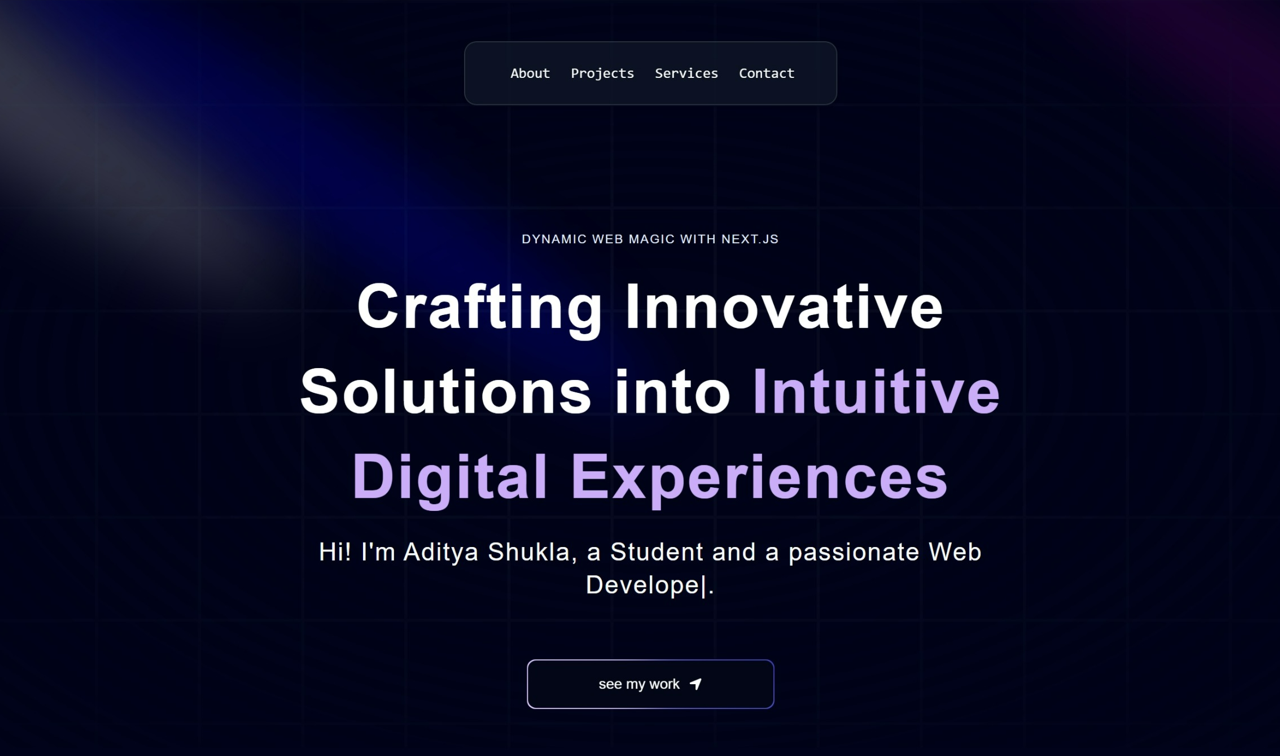 About Projects Services Contact
DYNAMIC WEB MAGIC WITH NEXT.JS
Crafting Innovative
Solutions into Intuitive
Digital Experiences
Hi! I'm Aditya Shukla, a Student and a passionate Web
Develope|.
see my work